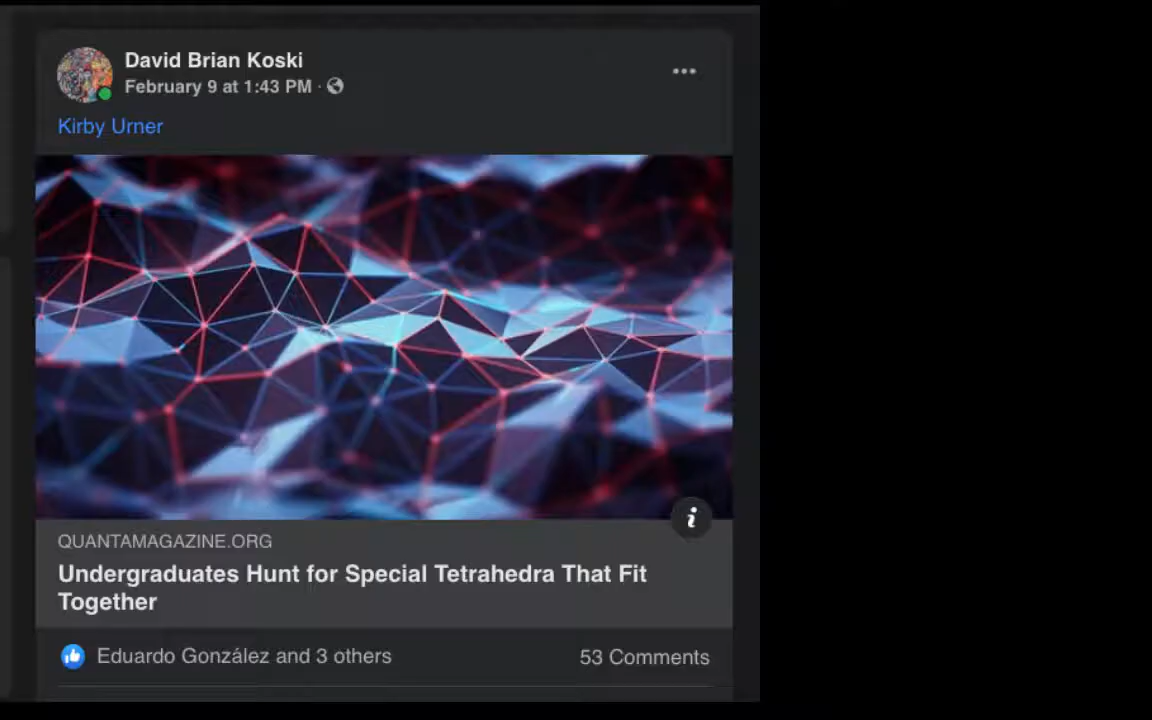 David Brian Koski
February 9 at 1:43 PM ·
Kirby Urner
i
QUANTAMAGAZINE.ORG
Undergraduates Hunt for Special Tetrahedra That Fit
Together
Eduardo González and 3 others
53 Comments